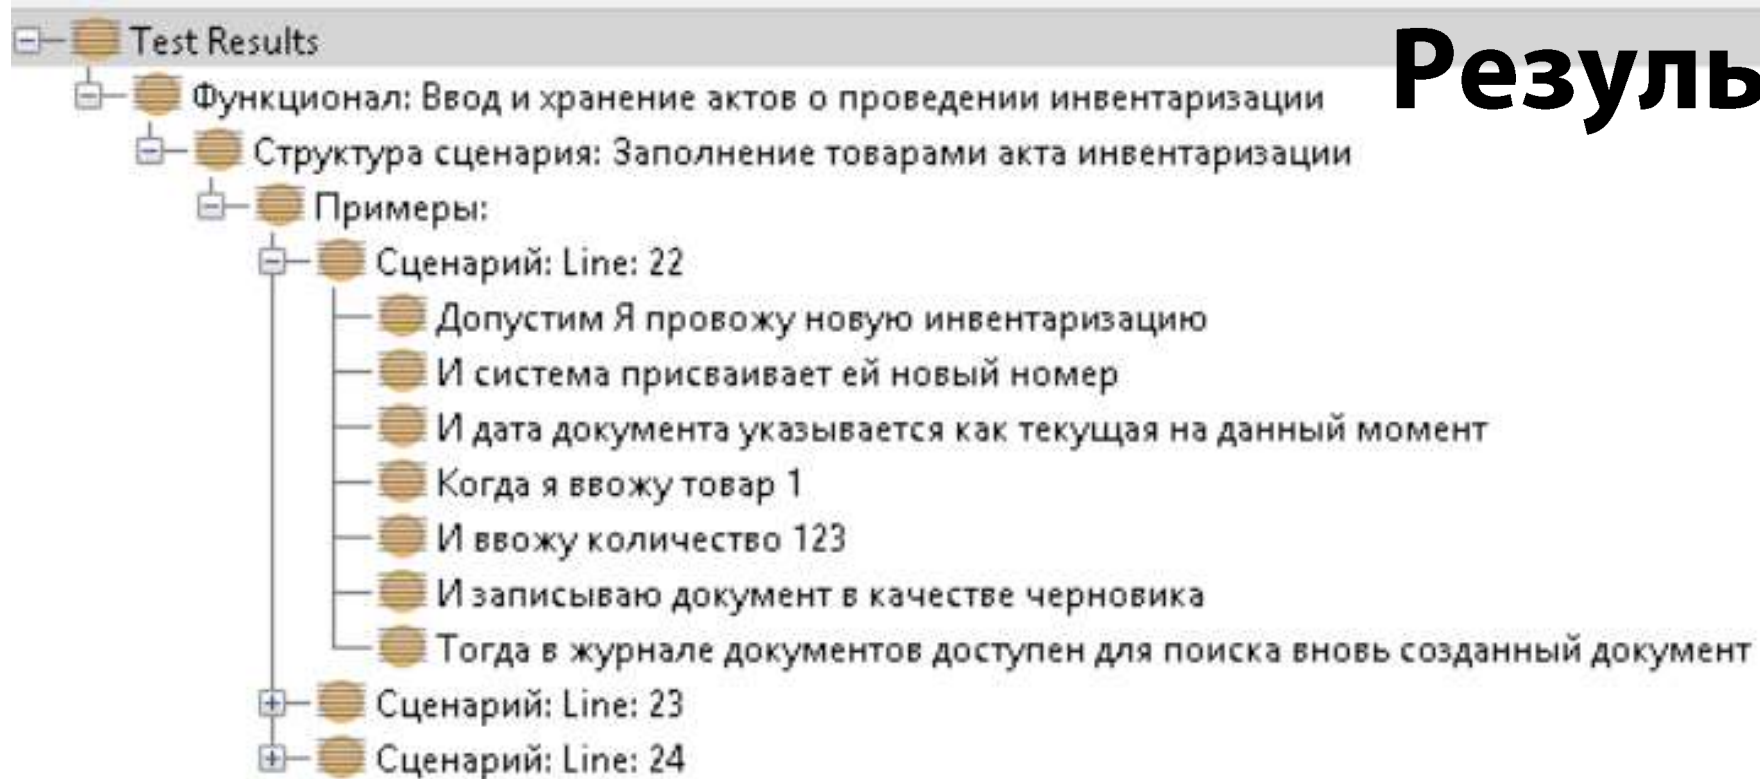 Test Results
Резуль
Функционал: Ввод и хранение актов о проведении инвентаризации
Структура сценария: Заполнение товарами акта инвентаризации
Примеры:
Сценарий: Line: 22
Допустим Я провожу новую инвентаризацию
И система присваивает ей новый номер
И дата документа указывается как текущая на данный момент
Когда я ввожу товар 1
И ввожу количество 123
И записываю документ в качестве черновика
Тогда в журнале документов доступен для поиска вновь созданный документ
Сценарий: Line: 23
Сценарий: Line: 24